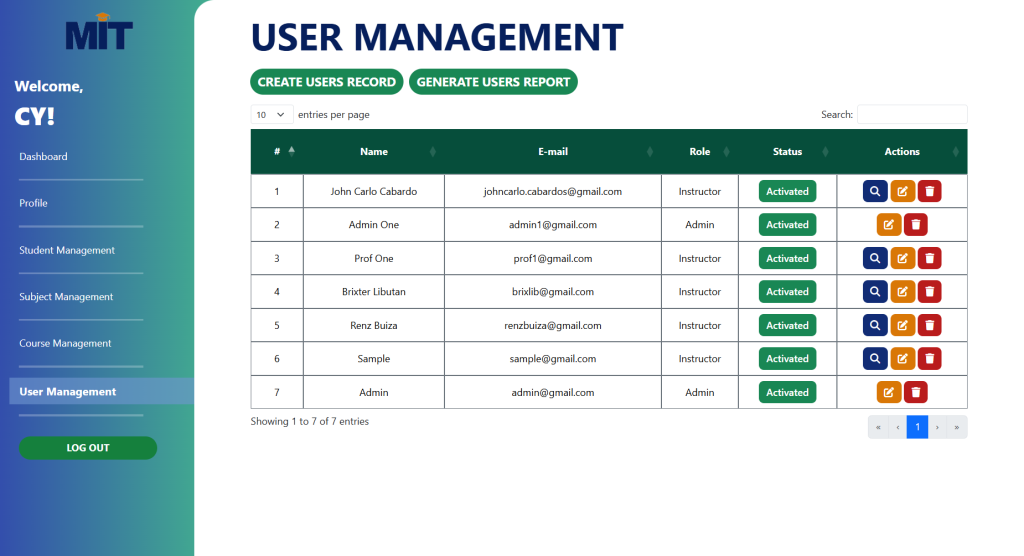 MIT
Welcome,
CY!
Dashboard
Profile
Student Management
Subject Management
Course Management
User Management
LOG OUT
USER MANAGEMENT
CREATE USERS RECORD GENERATE USERS REPORT
10 entries per page Search:
# Name E-mail Role Status Actions
1 John Carlo Cabardo johncarlo.cabardos@gmail.com Instructor Activated
2 Admin One admin1@gmail.com Admin Activated
3 Prof One prof1@gmail.com Instructor Activated
4 Brixter Libutan brixlib@gmail.com Instructor Activated
5 Renz Buiza renzbuiza@gmail.com Instructor Activated
6 Sample sample@gmail.com Instructor Activated
7 Admin admin@gmail.com Admin Activated
Showing 1 to 7 of 7 entries
« ‹ 1 › »